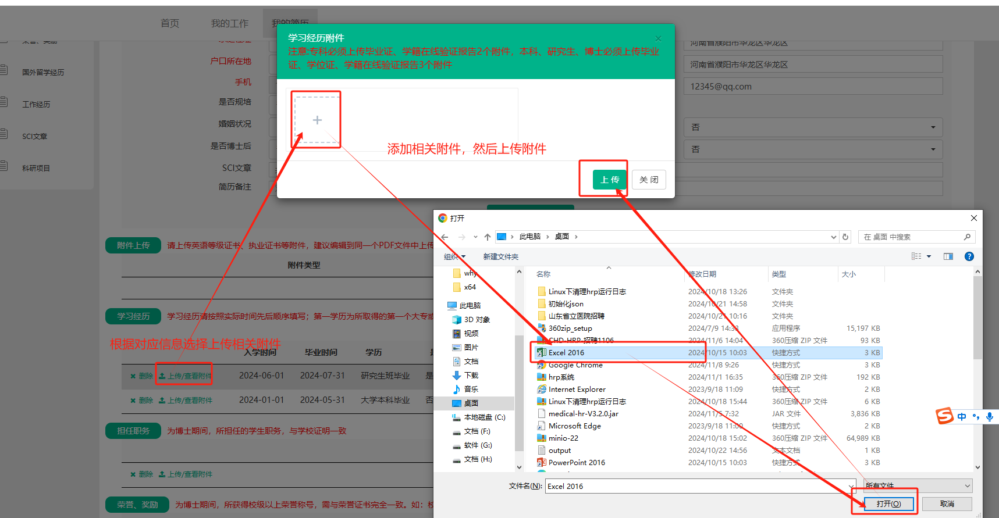 首页
我的工作
我的简历
荣誉、奖励
国外留学经历
工作经历
SCI文章
科研项目
户口所在地
手机
是否规培
婚姻状况
是否博士后
SCI文章
简历备注
河南省濮阳市华龙区华龙区
河南省濮阳市华龙区华龙区
12345@qq.com
否
否
学习经历附件
×
注意:专科必须上传毕业证、学籍在线验证报告2个附件，本科、研究生、博士必须上传毕业
证、学位证、学籍在线验证报告3个附件
+
添加相关附件，然后上传附件
上 传
关 闭
附件上传
请上传英语等级证书、执业证书等附件，建议编辑到同一个PDF文件中上传
附件类型
学习经历
学习经历请按照实际时间先后顺序填写；第一学历为所取得的第一个大专或
根据对应信息选择上传相关附件
入学时间 毕业时间 学历
删除 上传/查看附件 2024-06-01 2024-07-31 研究生班毕业 是
删除 上传/查看附件 2024-01-01 2024-05-31 大学本科毕业 否
担任职务
为博士期间，所担任的学生职务，与学校证明一致
删除 上传/查看附件
荣誉、奖励
为博士期间，所获得校级以上荣誉称号，需与荣誉证书完全一致。如：校
打开
此电脑 › 桌面 ›
在 桌面 中搜索
组织
新建文件夹
why
x64
此电脑
3D 对象
视频
图片
文档
下载
音乐
桌面
本地磁盘 (C:)
文档 (F:)
软件 (G:)
文档 (H:)
名称 修改日期 类型 大小
Linux下清理hrp运行日志 2024/10/18 13:26 文件夹
初始化json 2024/10/21 14:58 文件夹
山东省立医院招聘 2024/10/21 10:16 文件夹
360zip_setup 2024/7/9 14:33 应用程序 15,197 KB
CHD-HRP-招聘1106 2024/11/6 14:04 360压缩 ZIP 文件 93 KB
Excel 2016 2024/10/15 10:03 快捷方式 3 KB
Google Chrome 2024/11/8 9:26 快捷方式 3 KB
hrp系统 2024/11/1 16:35 360压缩 ZIP 文件 192 KB
Internet Explorer 2023/9/18 11:09 快捷方式 2 KB
Linux下清理hrp运行日志 2024/10/18 15:44 360压缩 ZIP 文件 6 KB
medical-hr-V3.2.0.jar 2024/11/5 7:32 JAR 文件 3,836 KB
Microsoft Edge 2023/9/18 11:09 快捷方式 2 KB
minio-22 2024/10/18 15:02 360压缩 ZIP 文件 64,989 KB
output 2024/10/22 14:56 文本文档 1 KB
PowerPoint 2016 2024/10/15 10:03 快捷方式 3 KB
文件名(N): Excel 2016 所有文件
打开(O)
取消
中